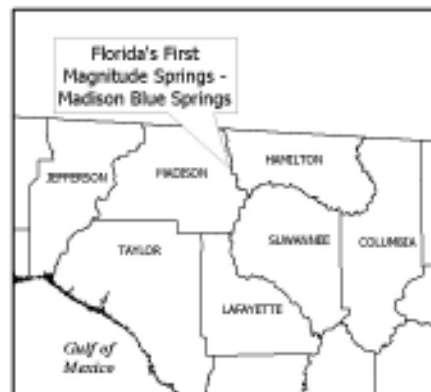 Florida's First
Magnitude Springs -
Madison Blue Springs
JEFFERSON
MADISON
HAMILTON
TAYLOR
SUWANNEE
COLUMBIA
LAFAYETTE
Gulf of
Mexico